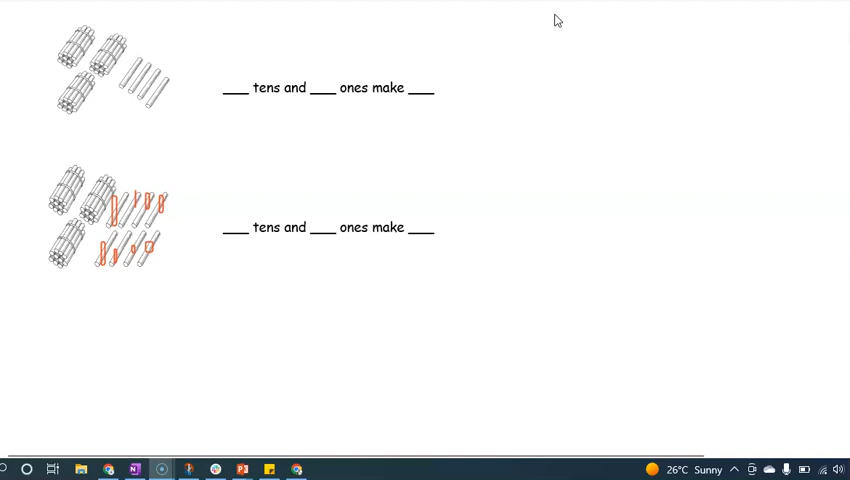 ___ tens and ___ ones make ___
___ tens and ___ ones make ___
26°C Sunny